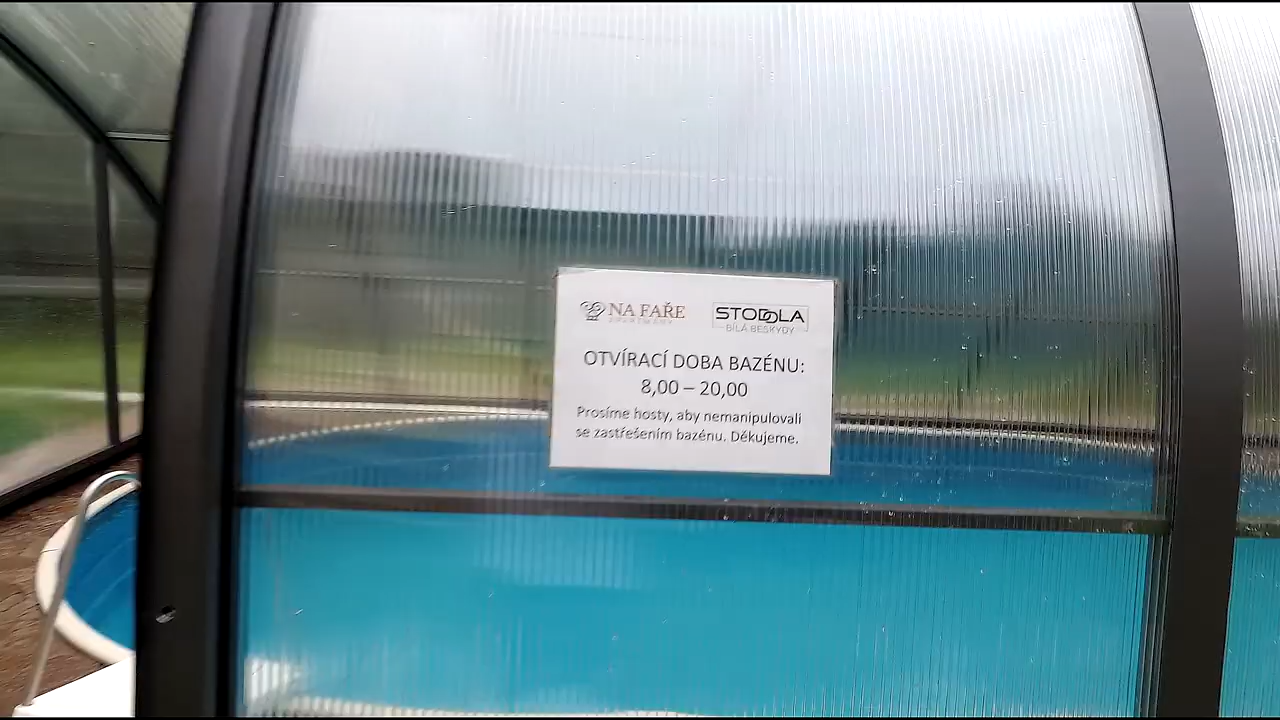 NA FAŘE
APARTMÁNY
STODOLA
BÍLÁ BESKYDY
OTVÍRACÍ DOBA BAZÉNU:
8,00 – 20,00
Prosíme hosty, aby nemanipulovali
se zastřešením bazénu. Děkujeme.